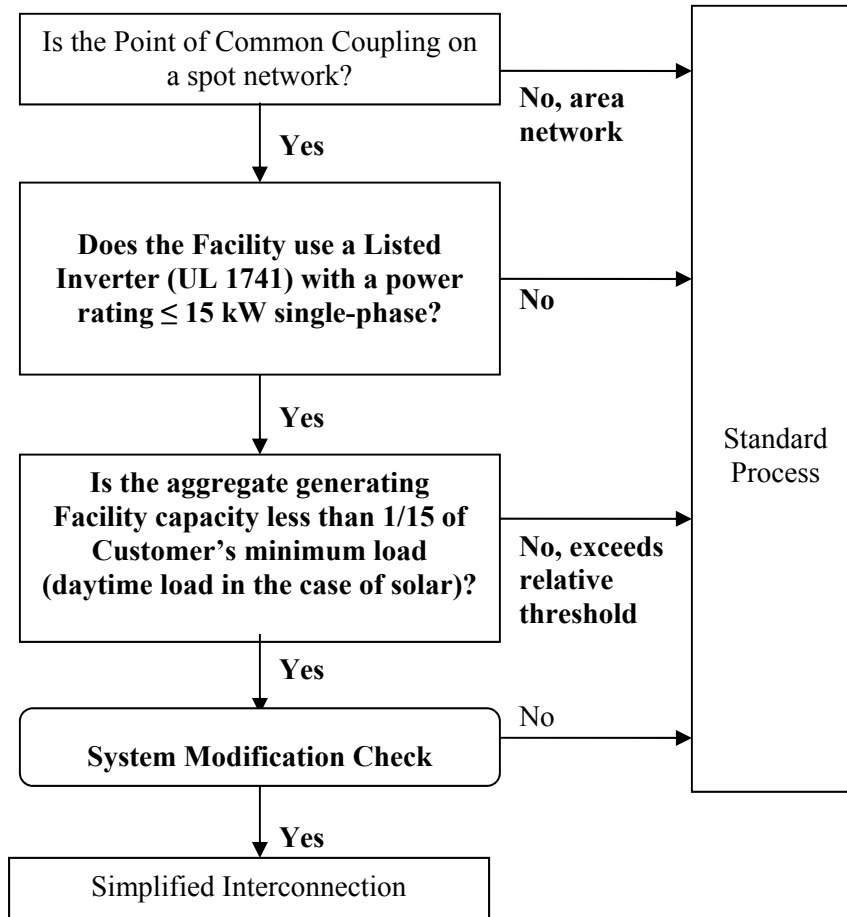 Is the Point of Common Coupling on
a spot network?
No, area
network
Yes
Does the Facility use a Listed
Inverter (UL 1741) with a power
rating ≤ 15 kW single-phase?
No
Yes
Is the aggregate generating
Facility capacity less than 1/15 of
Customer’s minimum load
(daytime load in the case of solar)?
No, exceeds
relative
threshold
Yes
System Modification Check
No
Yes
Simplified Interconnection
Standard
Process